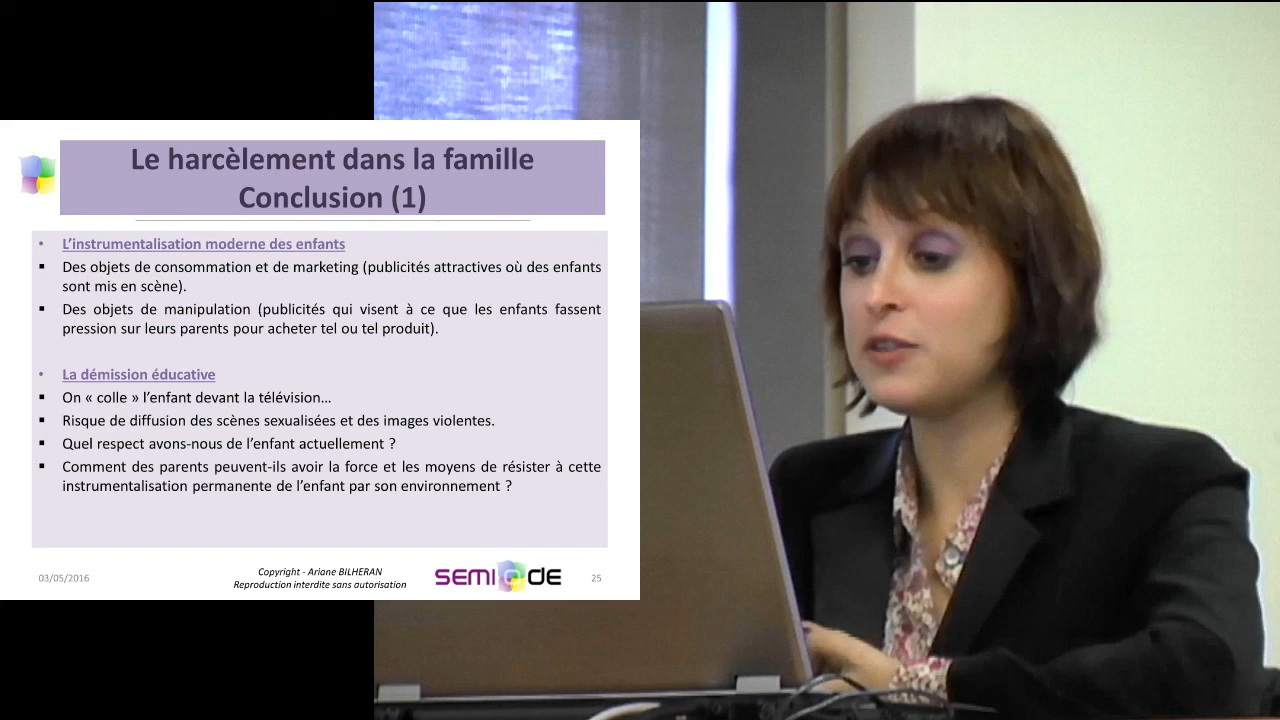 Le harcèlement dans la famille
Conclusion (1)
• L'instrumentalisation moderne des enfants
▪ Des objets de consommation et de marketing (publicités attractives où des enfants
sont mis en scène).
▪ Des objets de manipulation (publicités qui visent à ce que les enfants fassent
pression sur leurs parents pour acheter tel ou tel produit).
• La démission éducative
▪ On « colle » l'enfant devant la télévision…
▪ Risque de diffusion des scènes sexualisées et des images violentes.
▪ Quel respect avons-nous de l'enfant actuellement ?
▪ Comment des parents peuvent-ils avoir la force et les moyens de résister à cette
instrumentalisation permanente de l'enfant par son environnement ?
03/05/2016
Copyright - Ariane BILHERAN
Reproduction interdite sans autorisation
SEMIODE
25